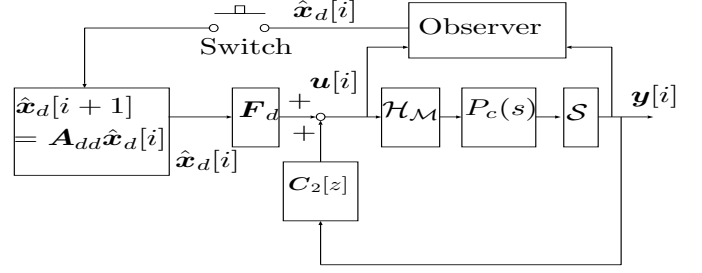 x̂_d[i]
Observer
Switch
u[i]
y[i]
x̂_d[i + 1]
= A_dd x̂_d[i]
F_d
+
+
ℋ_ℳ
P_c(s)
𝒮
x̂_d[i]
C_2[z]